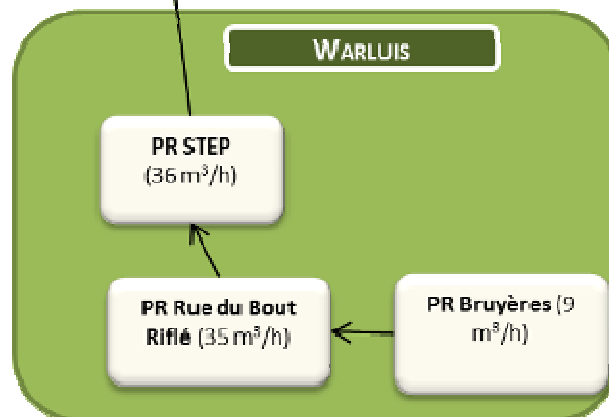 WARLUIS
PR STEP
(36 m³/h)
PR Rue du Bout
Riflé (35 m³/h)
PR Bruyères (9
m³/h)